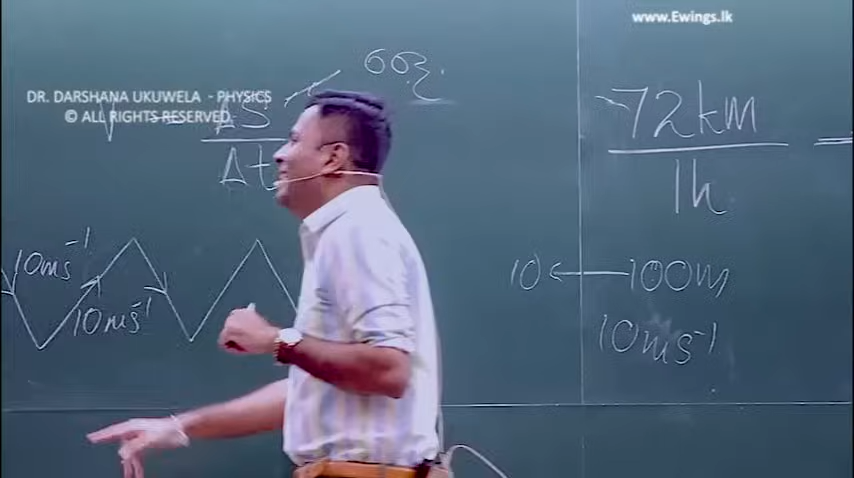 www.Ewings.lk
DR. DARSHANA UKUWELA - PHYSICS
© ALL RIGHTS RESERVED.
ΔS
Δt
72km
1h
10ms⁻¹
10ms⁻¹
10 ← 100m
10ms⁻¹